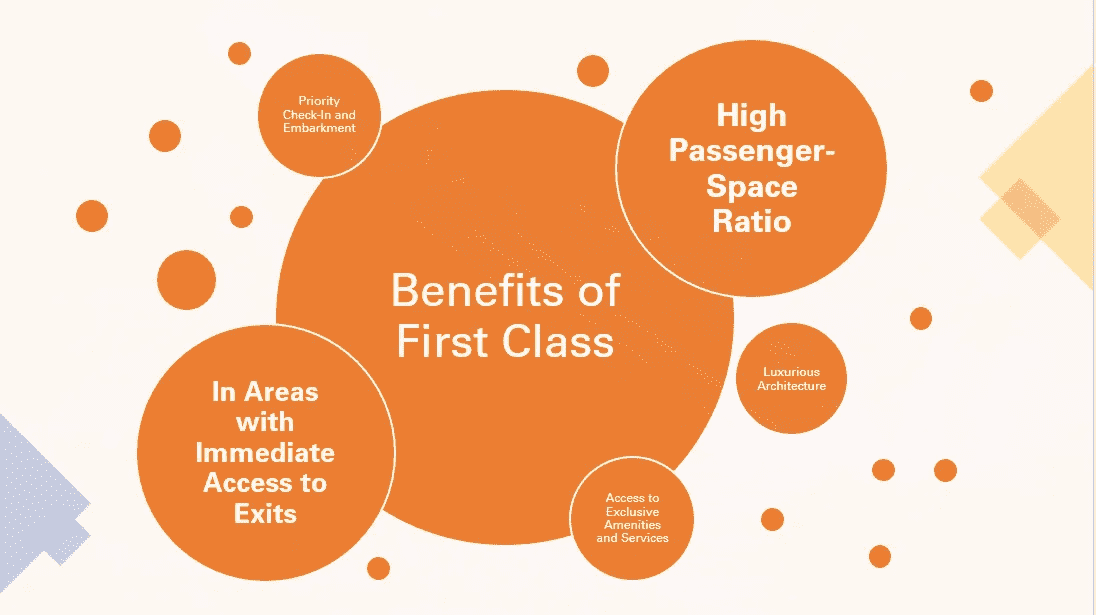 Priority
Check-In and
Embarkment
High
Passenger-
Space
Ratio
Benefits of
First Class
Luxurious
Architecture
In Areas
with
Immediate
Access to
Exits
Access to
Exclusive
Amenities
and Services